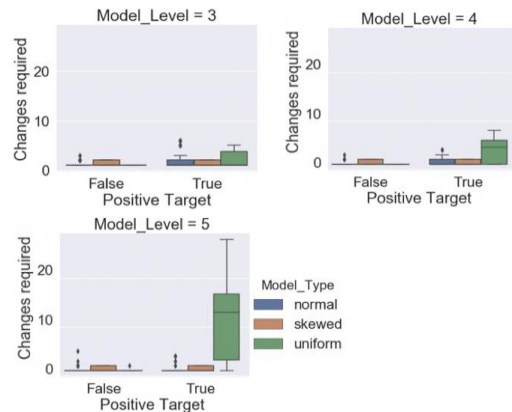 Model_Level = 3
Changes required
20
10
0
False
True
Positive Target
Model_Level = 4
Changes required
20
10
0
False
True
Positive Target
Model_Level = 5
Changes required
20
10
0
False
True
Positive Target
Model_Type
normal
skewed
uniform